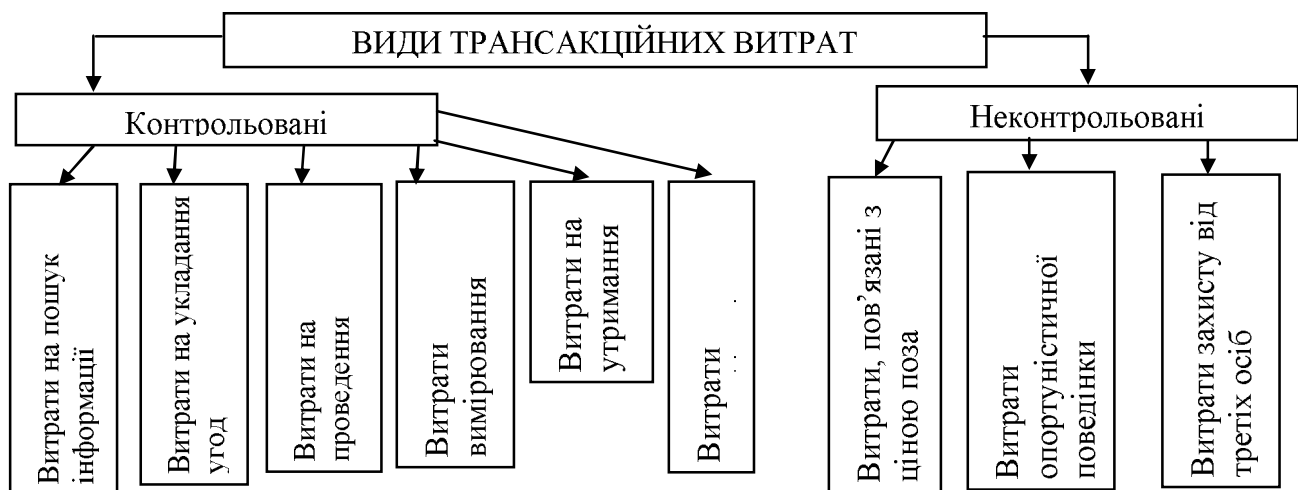 ВИДИ ТРАНСАКЦІЙНИХ ВИТРАТ
Контрольовані
Неконтрольовані
Витрати на пошук
інформації
Витрати на укладання
угод
Витрати на
проведення
Витрати
вимірювання
Витрати на
утримання
Витрати
Витрати, пов’язані з
ціною поза
Витрати
опортуністичної
поведінки
Витрати захисту від
третіх осіб